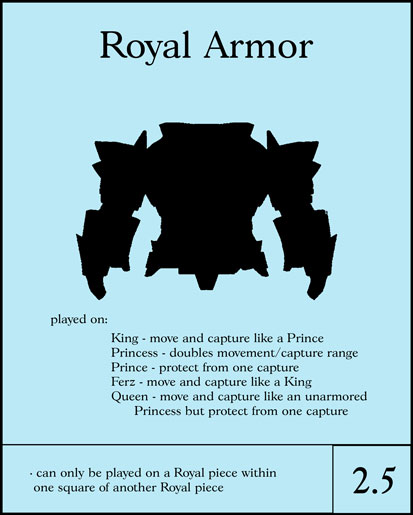 Royal Armor
played on:
King - move and capture like a Prince
Princess - doubles movement/capture range
Prince - protect from one capture
Ferz - move and capture like a King
Queen - move and capture like an unarmored
Princess but protect from one capture
· can only be played on a Royal piece within
one square of another Royal piece
2.5